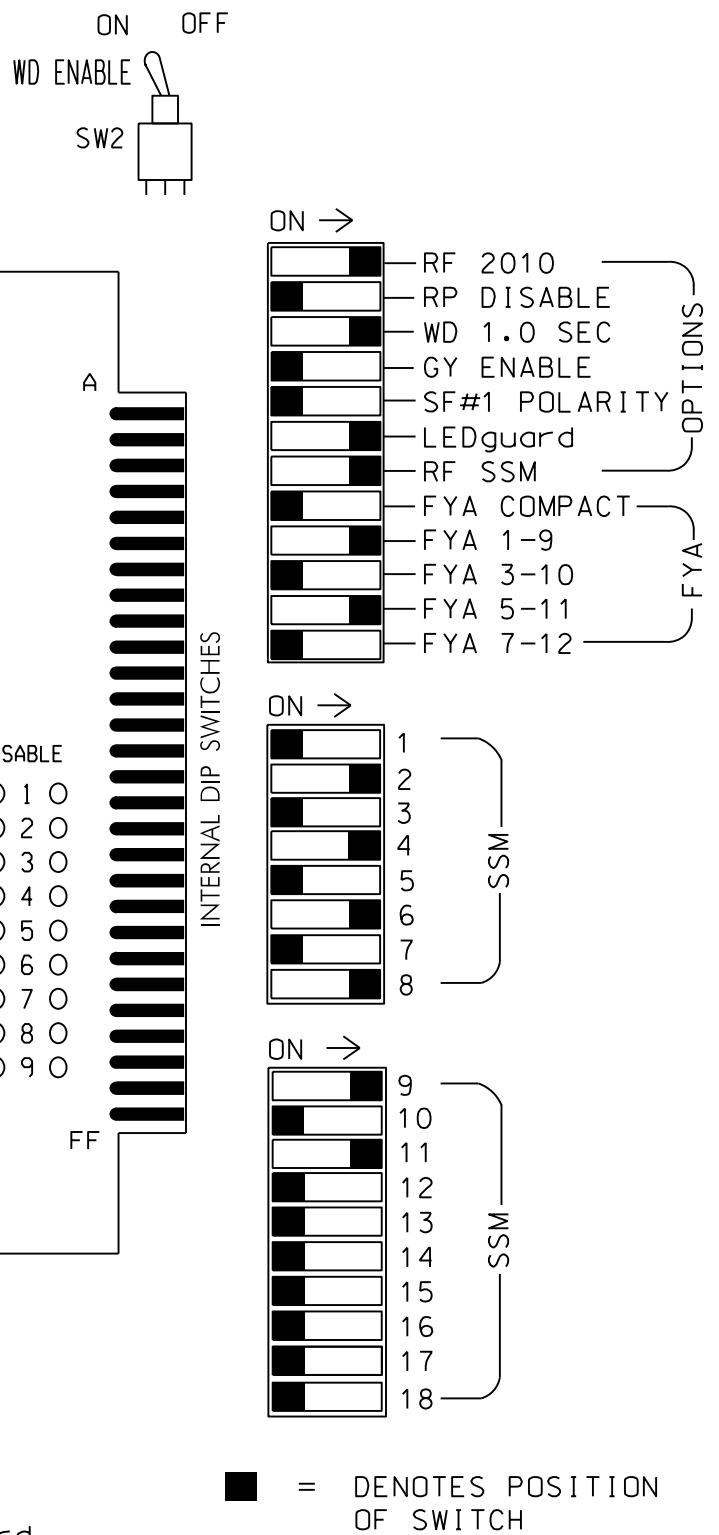 ON OFF
WD ENABLE
SW2
ON
RF 2010
RP DISABLE
WD 1.0 SEC
GY ENABLE
SF#1 POLARITY
LEDguard
RF SSM
OPTIONS
FYA COMPACT
FYA 1-9
FYA 3-10
FYA 5-11
FYA 7-12
FYA
A
FF
INTERNAL DIP SWITCHES
SABLE
1
2
3
4
5
6
7
8
9
ON
1
2
3
4
5
6
7
8
SSM
ON
9
10
11
12
13
14
15
16
17
18
SSM
= DENOTES POSITION
OF SWITCH